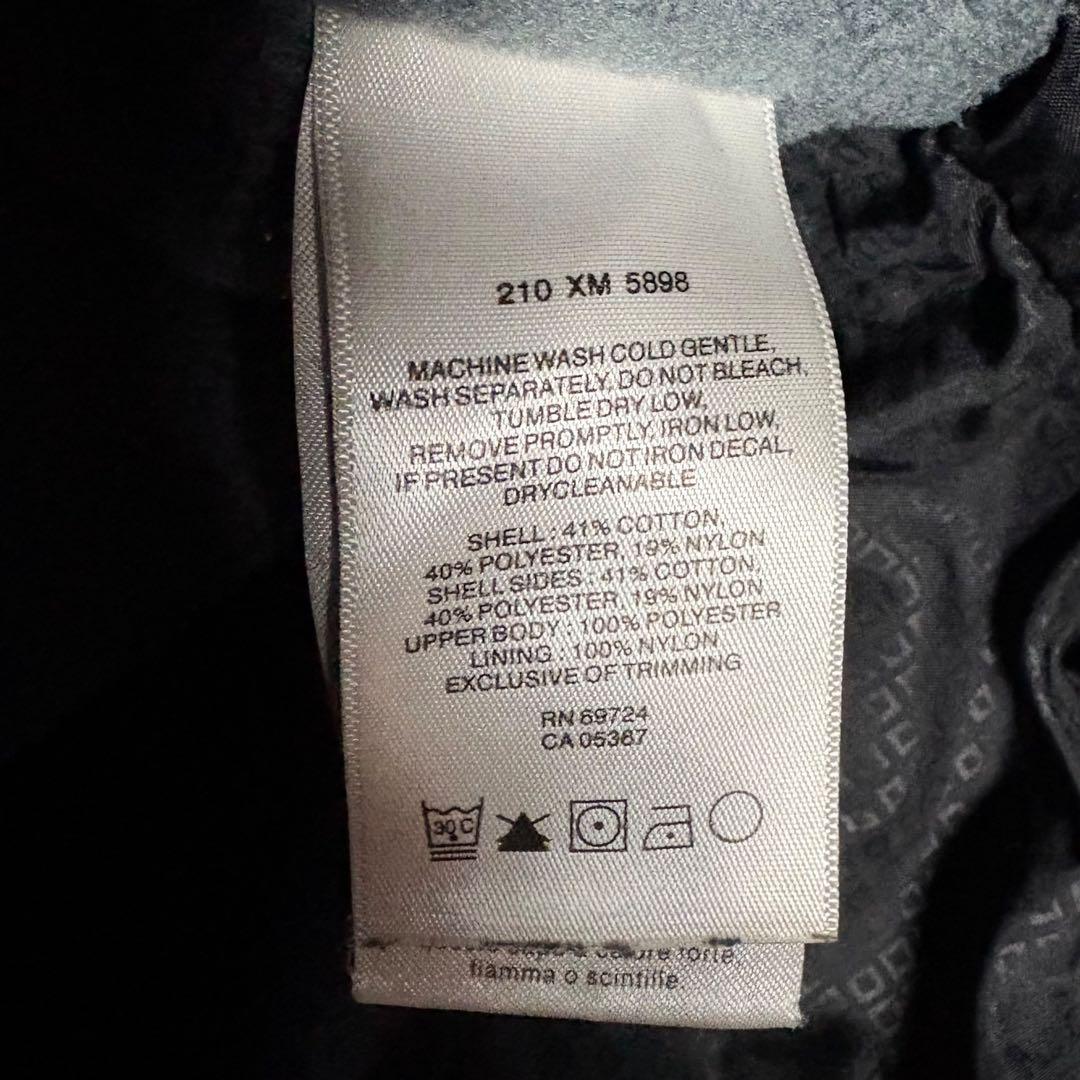 210 XM 5898
MACHINE WASH COLD GENTLE,
WASH SEPARATELY, DO NOT BLEACH,
TUMBLE DRY LOW,
REMOVE PROMPTLY, IRON LOW,
IF PRESENT DO NOT IRON DECAL,
DRYCLEANABLE
SHELL : 41% COTTON,
40% POLYESTER, 19% NYLON
SHELL SIDES : 41% COTTON,
40% POLYESTER, 19% NYLON
UPPER BODY : 100% POLYESTER
LINING : 100% NYLON
EXCLUSIVE OF TRIMMING
RN 69724
CA 05367
30 C
calore forte,
fiamma o scintille.